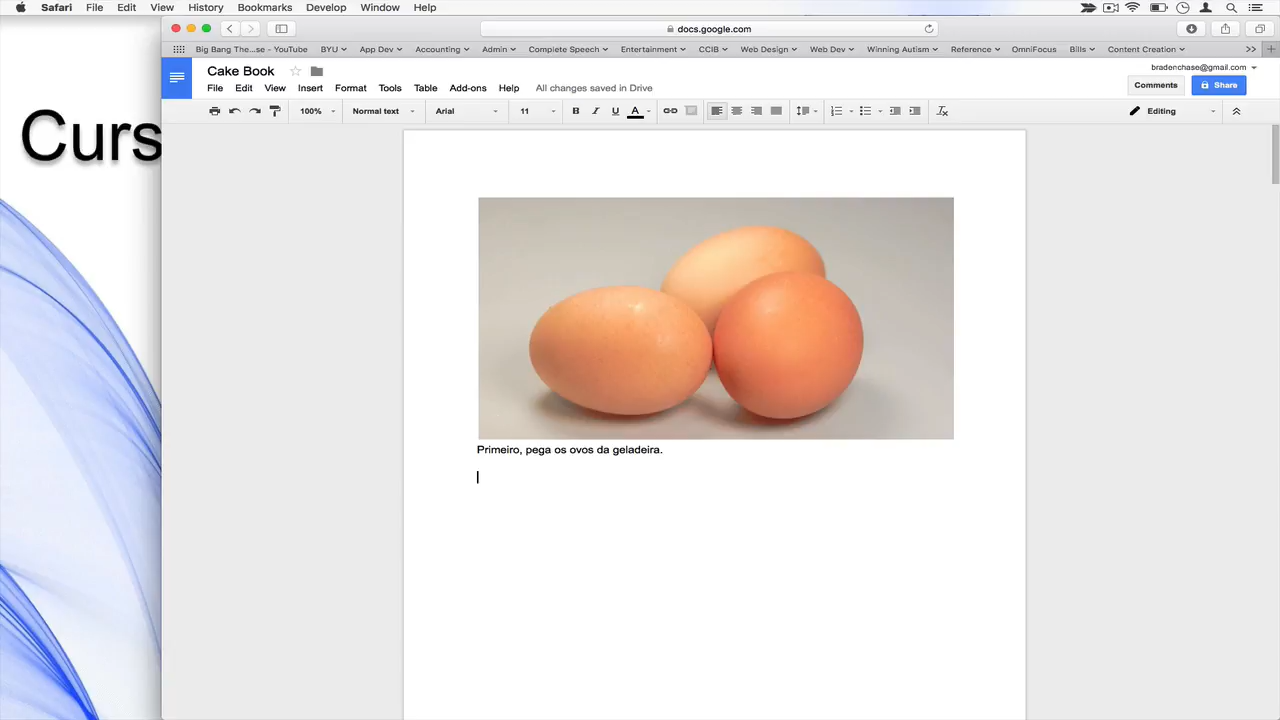 Safari File Edit View History Bookmarks Develop Window Help
docs.google.com
Big Bang The...se - YouTube BYU App Dev Accounting Admin Complete Speech Entertainment CCIB Web Design Web Dev Winning Autism Reference OmniFocus Bills Content Creation
Cake Book
bradenchase@gmail.com
File Edit View Insert Format Tools Table Add-ons Help All changes saved in Drive
Comments Share
100% Normal text Arial 11 B I U A Editing
Curs
Primeiro, pega os ovos da geladeira.